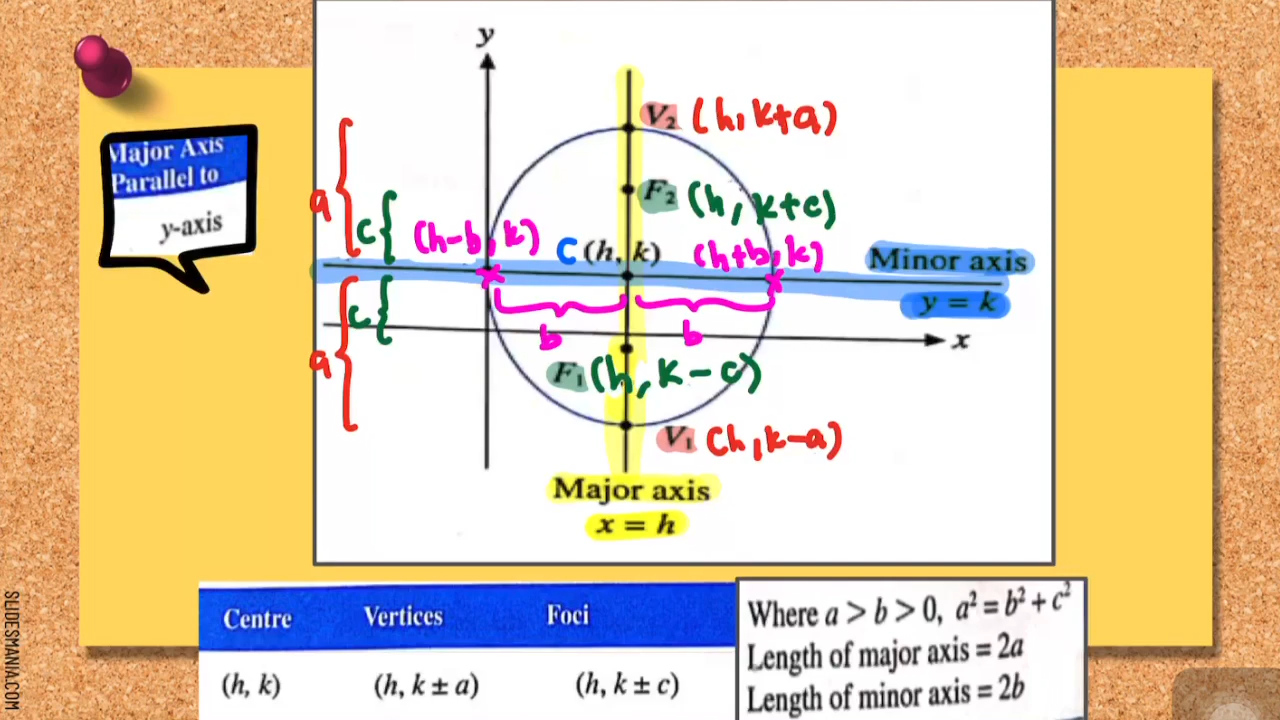 Major Axis
Parallel to
y-axis
y
V₂ (h, k+a)
a
F₂ (h, k+c)
c
(h-b, k)
C (h, k)
(h+b, k)
Minor axis
y = k
c
b
b
x
a
F₁ (h, k-c)
V₁ (h, k-a)
Major axis
x = h
Centre Vertices Foci
(h, k) (h, k ± a) (h, k ± c)
Where a > b > 0, a² = b² + c²
Length of major axis = 2a
Length of minor axis = 2b
SLIDESMANIA.COM